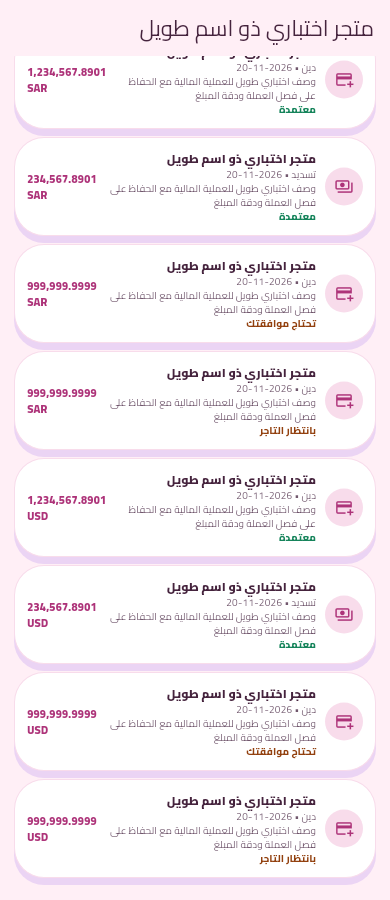 متجر اختباري ذو اسم طويل
دين • 2026-11-20
وصف اختباري طويل للعملية المالية مع الحفاظ
على فصل العملة ودقة المبلغ
معتمدة
1,234,567.8901
SAR
متجر اختباري ذو اسم طويل
تسديد • 2026-11-20
وصف اختباري طويل للعملية المالية مع الحفاظ على
فصل العملة ودقة المبلغ
معتمدة
234,567.8901
SAR
متجر اختباري ذو اسم طويل
دين • 2026-11-20
وصف اختباري طويل للعملية المالية مع الحفاظ على
فصل العملة ودقة المبلغ
تحتاج موافقتك
999,999.9999
SAR
متجر اختباري ذو اسم طويل
دين • 2026-11-20
وصف اختباري طويل للعملية المالية مع الحفاظ على
فصل العملة ودقة المبلغ
بانتظار التاجر
999,999.9999
SAR
متجر اختباري ذو اسم طويل
دين • 2026-11-20
وصف اختباري طويل للعملية المالية مع الحفاظ
على فصل العملة ودقة المبلغ
معتمدة
1,234,567.8901
USD
متجر اختباري ذو اسم طويل
تسديد • 2026-11-20
وصف اختباري طويل للعملية المالية مع الحفاظ على
فصل العملة ودقة المبلغ
معتمدة
234,567.8901
USD
متجر اختباري ذو اسم طويل
دين • 2026-11-20
وصف اختباري طويل للعملية المالية مع الحفاظ على
فصل العملة ودقة المبلغ
تحتاج موافقتك
999,999.9999
USD
متجر اختباري ذو اسم طويل
دين • 2026-11-20
وصف اختباري طويل للعملية المالية مع الحفاظ على
فصل العملة ودقة المبلغ
بانتظار التاجر
999,999.9999
USD